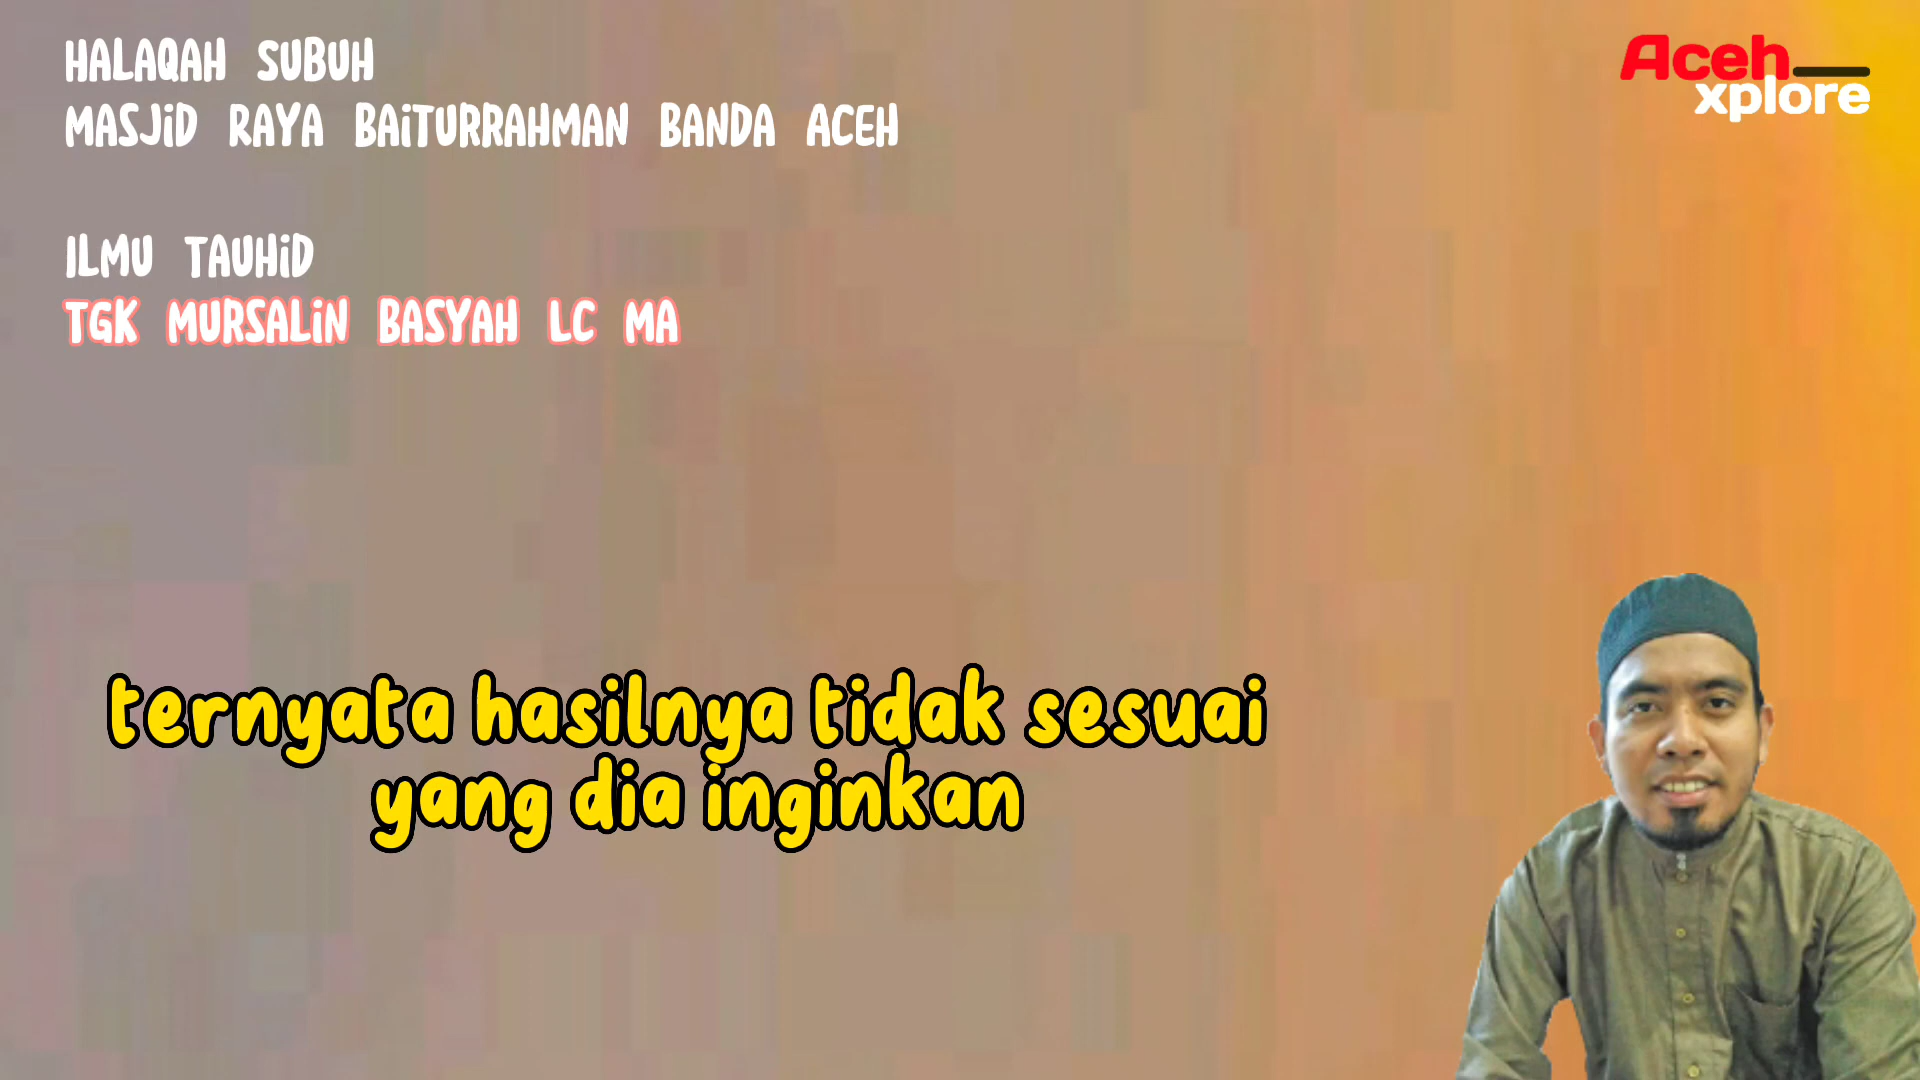 HALAQAH SUBUH
MASJiD RAYA BAiTURRAHMAN BANDA ACEH
ILMU TAUHiD
TGK MURSALiN BASYAH LC MA
Aceh
xplore
ternyata hasilnya tidak sesuai
yang dia inginkan